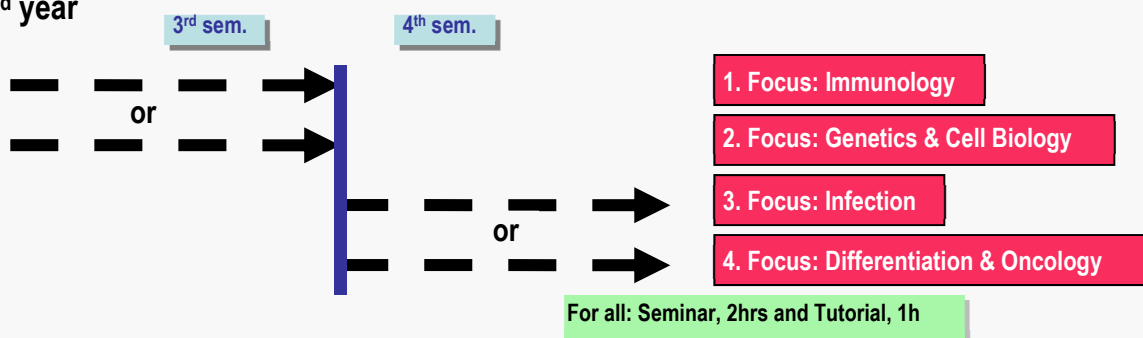 d year
3rd sem.
4th sem.
1. Focus: Immunology
or
2. Focus: Genetics & Cell Biology
3. Focus: Infection
or
4. Focus: Differentiation & Oncology
For all: Seminar, 2hrs and Tutorial, 1h